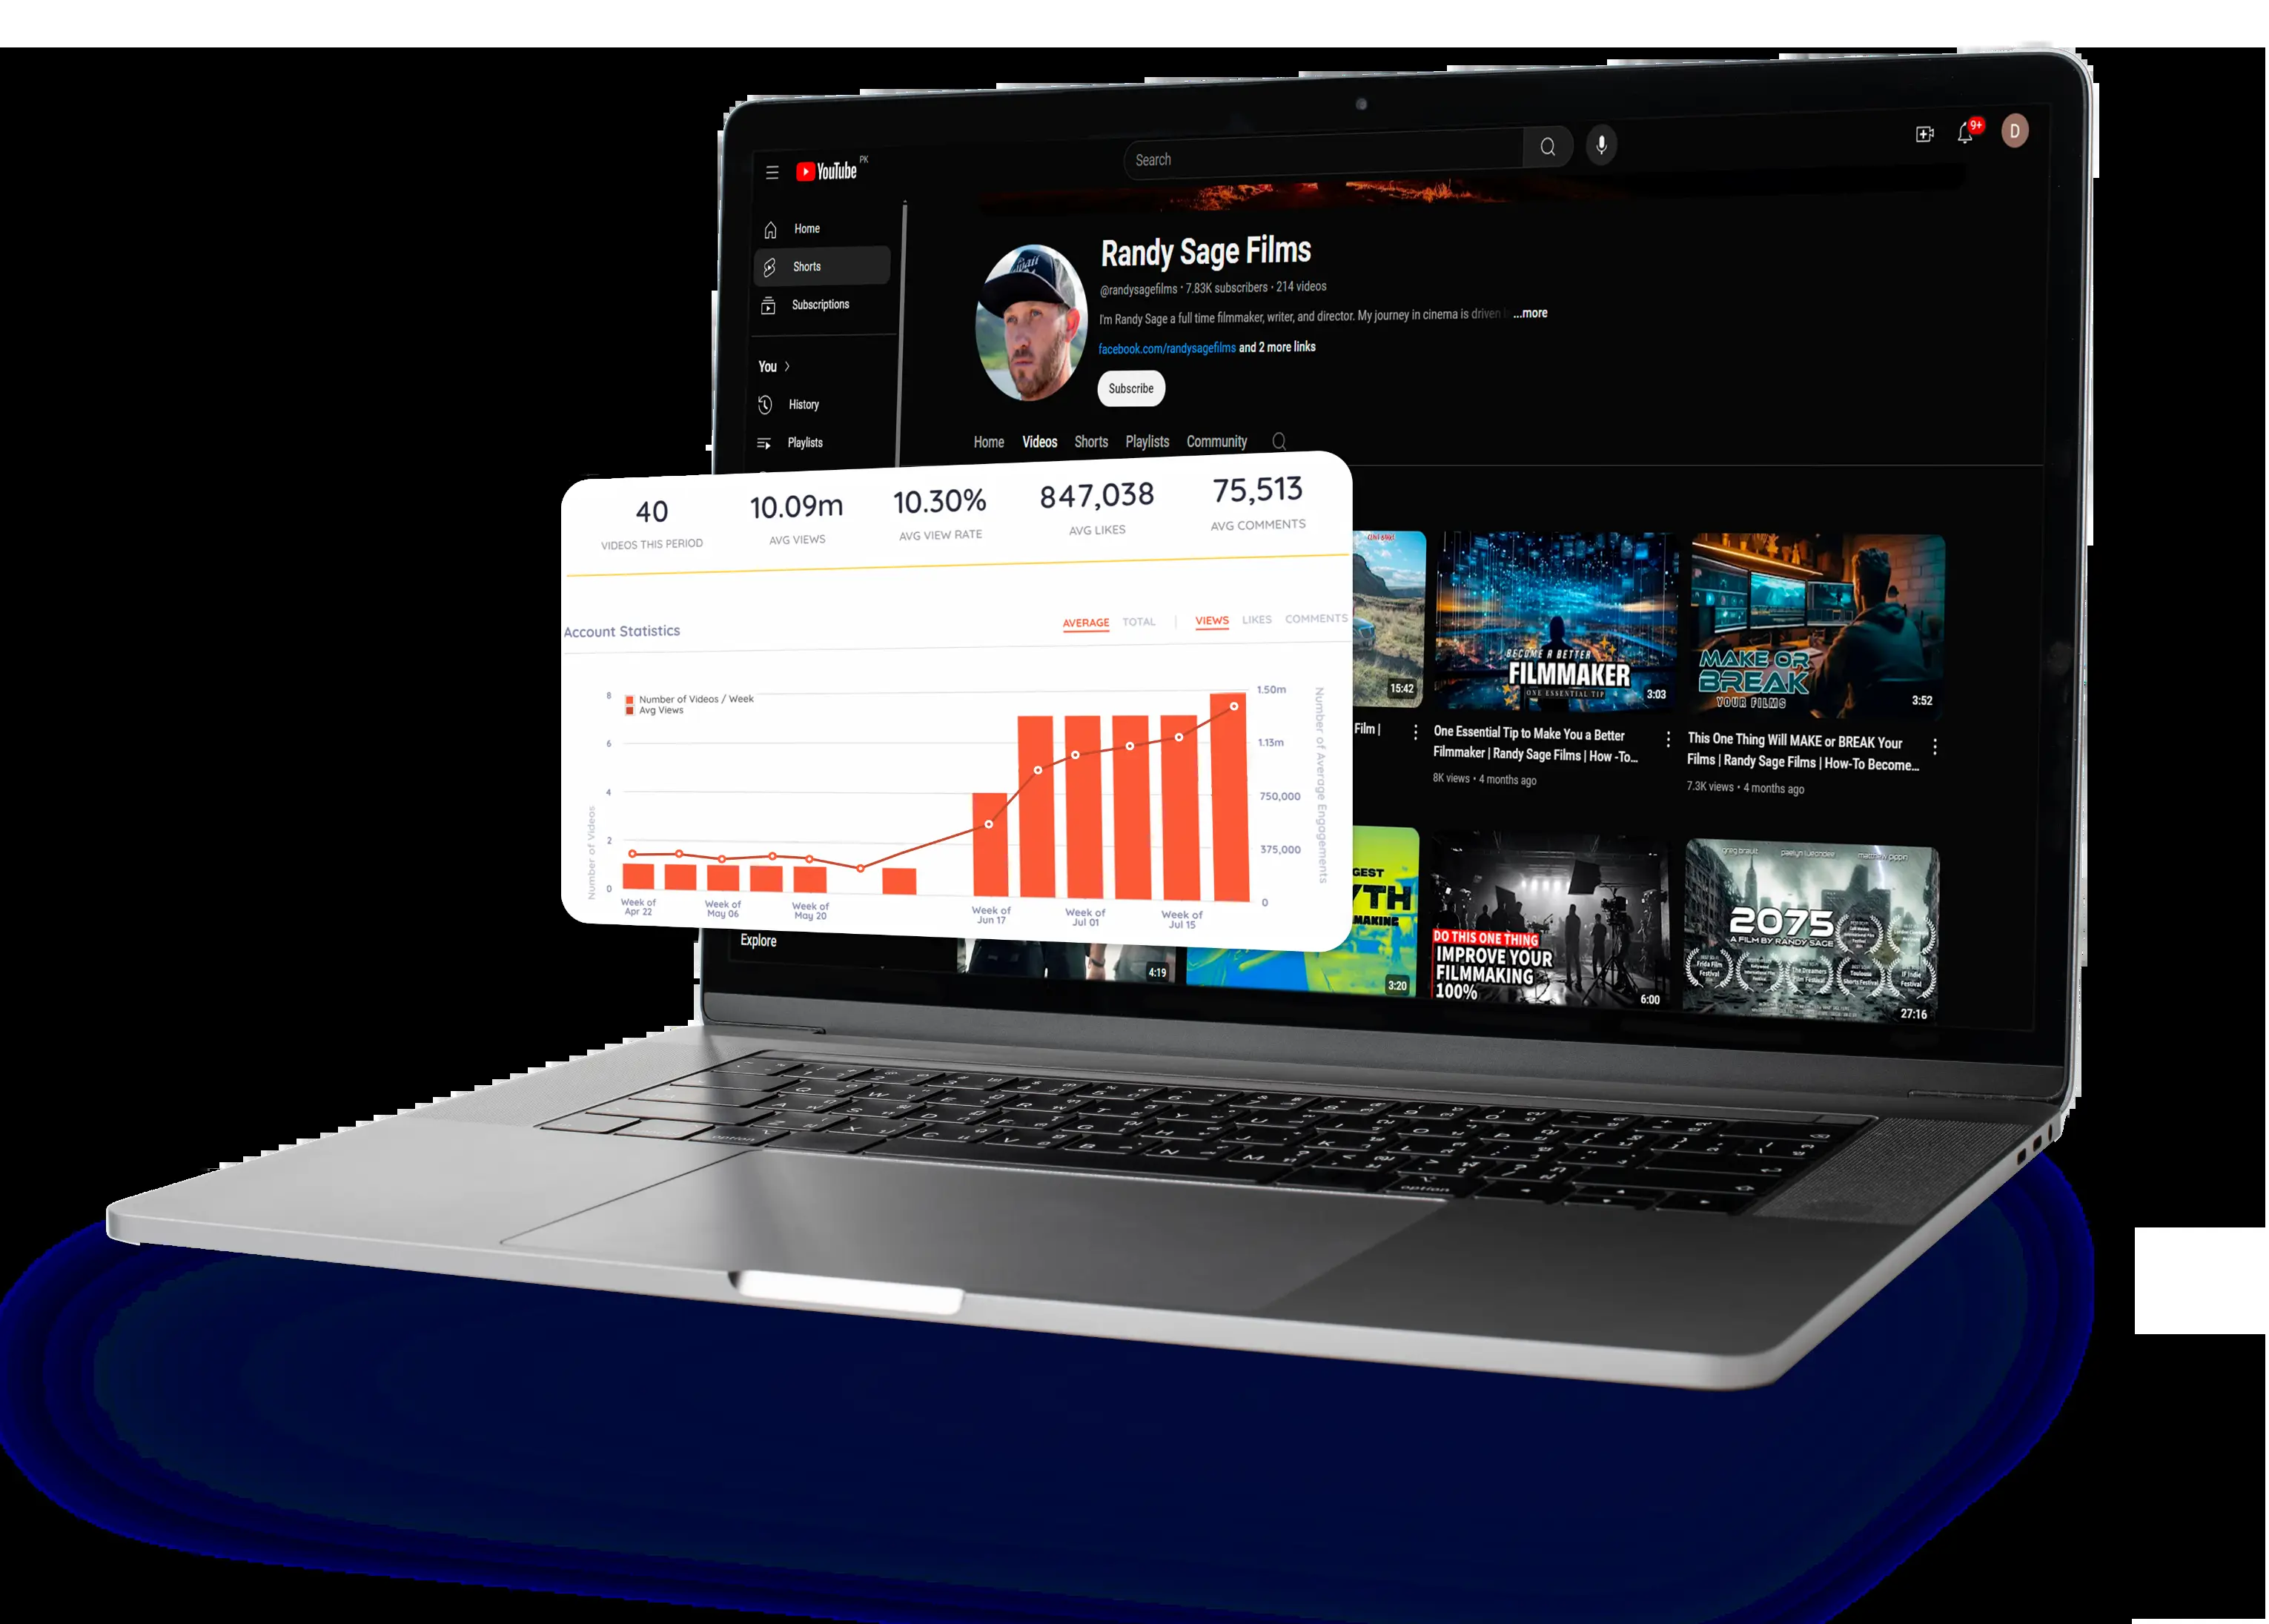 YouTube PK
Search
9+
D
Home
Shorts
Subscriptions
You
History
Playlists
Explore
Randy Sage Films
@randysagefilms · 7.83K subscribers · 214 videos
I'm Randy Sage a full time filmmaker, writer, and director. My journey in cinema is driven ...more
facebook.com/randysagefilms and 2 more links
Subscribe
Home Videos Shorts Playlists Community
40
VIDEOS THIS PERIOD
10.09m
AVG VIEWS
10.30%
AVG VIEW RATE
847,038
AVG LIKES
75,513
AVG COMMENTS
Account Statistics
AVERAGE TOTAL | VIEWS LIKES COMMENTS
Number of Videos / Week
Avg Views
Number of Videos
8
6
4
2
0
1.50m
1.13m
750,000
375,000
0
Number of Average Engagements
Week of
Apr 22
Week of
May 06
Week of
May 20
Week of
Jun 17
Week of
Jul 01
Week of
Jul 15
15:42
Film |
BECOME A BETTER
FILMMAKER
ONE ESSENTIAL TIP
3:03
One Essential Tip to Make You a Better
Filmmaker | Randy Sage Films | How -To...
8K views • 4 months ago
MAKE OR
BREAK
YOUR FILMS
3:52
This One Thing Will MAKE or BREAK Your
Films | Randy Sage Films | How-To Become...
7.3K views • 4 months ago
4:19
GEST
YTH
MAKING
3:20
DO THIS ONE THING
IMPROVE YOUR
FILMMAKING
100%
6:00
greg brault
2075
A FILM BY RANDY SAGE
27:16
option
option